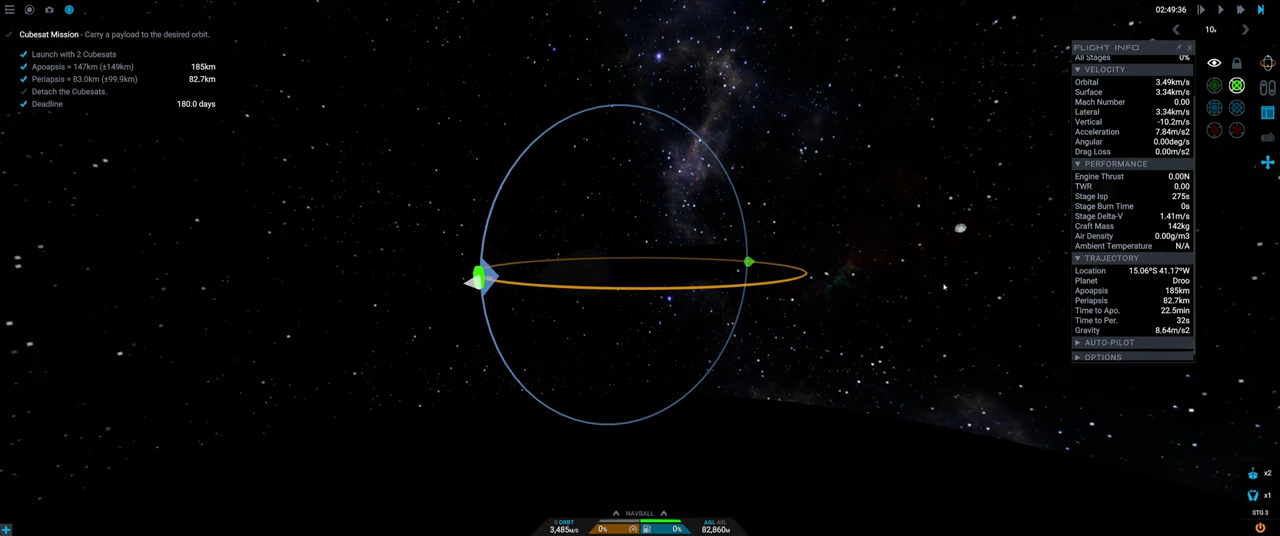 02:49:36
Cubesat Mission - Carry a payload to the desired orbit.
10x
Launch with 2 Cubesats
Apoapsis = 147km (±149km) 185km
Periapsis = 83.0km (±99.9km) 82.7km
Detach the Cubesats.
Deadline 180.0 days
FLIGHT INFO
All Stages 0%
VELOCITY
Orbital 3.49km/s
Surface 3.34km/s
Mach Number 0.00
Lateral 3.34km/s
Vertical -10.2m/s
Acceleration 7.84m/s2
Angular 0.00deg/s
Drag Loss 0.00m/s2
PERFORMANCE
Engine Thrust 0.00N
TWR 0.00
Stage Isp 275s
Stage Burn Time 0s
Stage Delta-V 1.41m/s
Craft Mass 142kg
Air Density 0.00g/m3
Ambient Temperature N/A
TRAJECTORY
Location 15.06°S 41.17°W
Planet Droo
Apoapsis 185km
Periapsis 82.7km
Time to Apo. 22.5min
Time to Per. 32s
Gravity 8.64m/s2
AUTO-PILOT
OPTIONS
x2
x1
STG 3
NAVBALL
S ORBT
3,485M/S
0%
0%
AGL ASL
82,860M